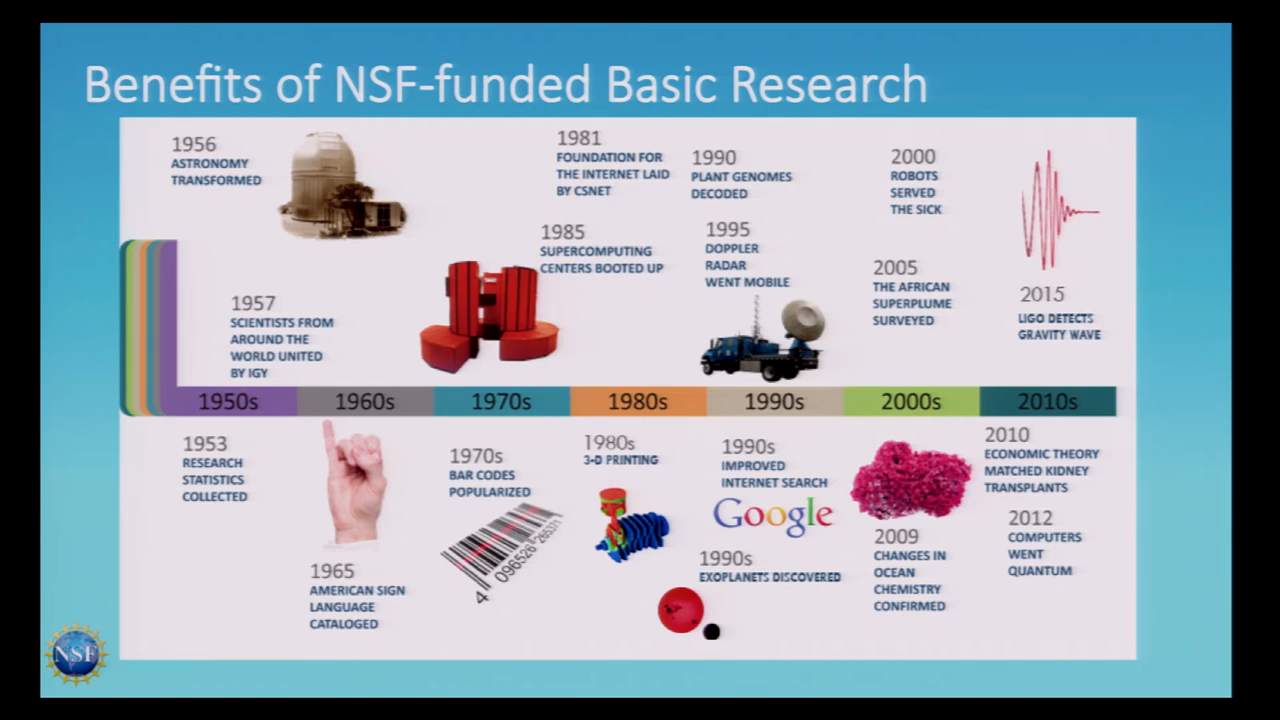 Benefits of NSF-funded Basic Research
1956
ASTRONOMY
TRANSFORMED
1981
FOUNDATION FOR
THE INTERNET LAID
BY CSNET
1990
PLANT GENOMES
DECODED
2000
ROBOTS
SERVED
THE SICK
1985
SUPERCOMPUTING
CENTERS BOOTED UP
1995
DOPPLER
RADAR
WENT MOBILE
2005
THE AFRICAN
SUPERPLUME
SURVEYED
2015
LIGO DETECTS
GRAVITY WAVE
1957
SCIENTISTS FROM
AROUND THE
WORLD UNITED
BY IGY
1950s
1960s
1970s
1980s
1990s
2000s
2010s
1953
RESEARCH
STATISTICS
COLLECTED
1965
AMERICAN SIGN
LANGUAGE
CATALOGED
1970s
BAR CODES
POPULARIZED
4 096526 265371
1980s
3-D PRINTING
1990s
IMPROVED
INTERNET SEARCH
Google
1990s
EXOPLANETS DISCOVERED
2009
CHANGES IN
OCEAN
CHEMISTRY
CONFIRMED
2010
ECONOMIC THEORY
MATCHED KIDNEY
TRANSPLANTS
2012
COMPUTERS
WENT
QUANTUM
NSF